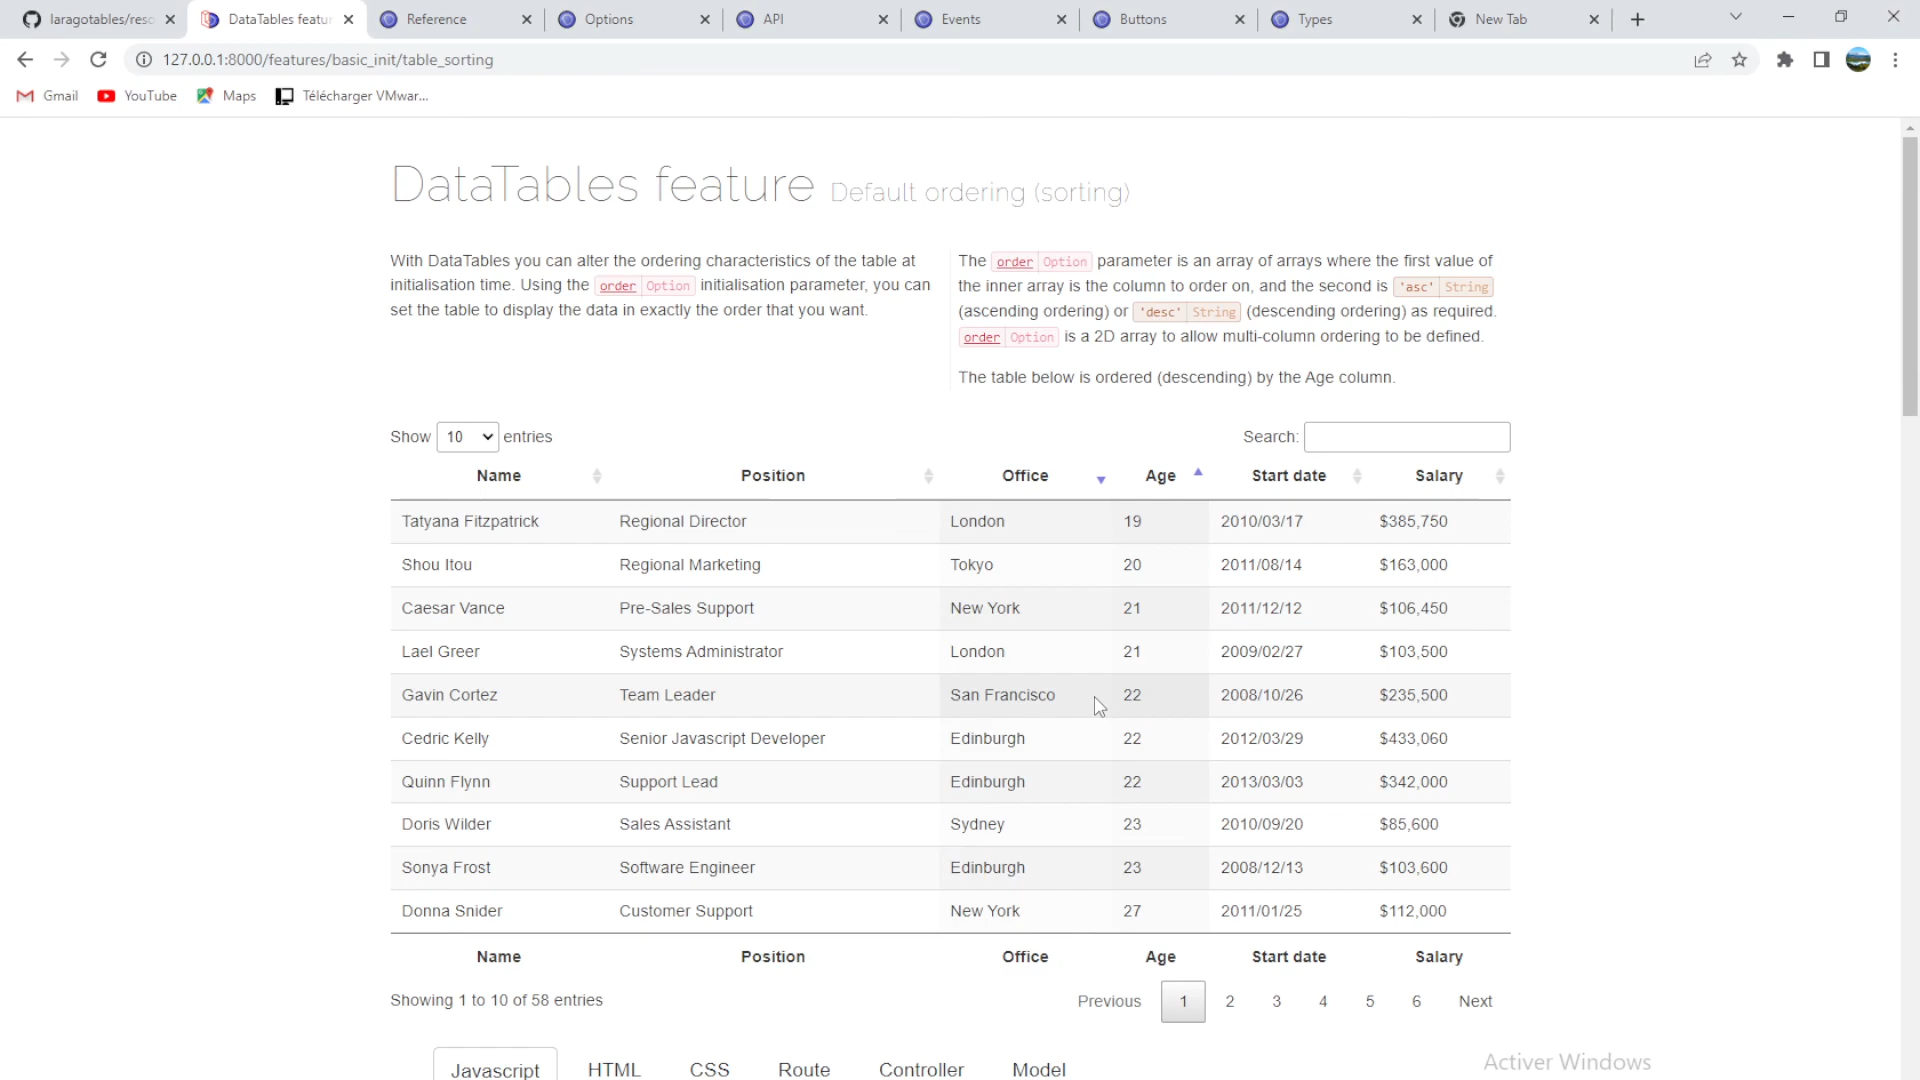 laragotables/reso
DataTables featur
Reference
Options
API
Events
Buttons
Types
New Tab
127.0.0.1:8000/features/basic_init/table_sorting
Gmail
YouTube
Maps
Télécharger VMwar...
DataTables feature Default ordering (sorting)
With DataTables you can alter the ordering characteristics of the table at
initialisation time. Using the order Option initialisation parameter, you can
set the table to display the data in exactly the order that you want.
The order Option parameter is an array of arrays where the first value of
the inner array is the column to order on, and the second is 'asc' String
(ascending ordering) or 'desc' String (descending ordering) as required.
order Option is a 2D array to allow multi-column ordering to be defined.
The table below is ordered (descending) by the Age column.
Show 10 entries
Search:
Name Position Office Age Start date Salary
Tatyana Fitzpatrick Regional Director London 19 2010/03/17 $385,750
Shou Itou Regional Marketing Tokyo 20 2011/08/14 $163,000
Caesar Vance Pre-Sales Support New York 21 2011/12/12 $106,450
Lael Greer Systems Administrator London 21 2009/02/27 $103,500
Gavin Cortez Team Leader San Francisco 22 2008/10/26 $235,500
Cedric Kelly Senior Javascript Developer Edinburgh 22 2012/03/29 $433,060
Quinn Flynn Support Lead Edinburgh 22 2013/03/03 $342,000
Doris Wilder Sales Assistant Sydney 23 2010/09/20 $85,600
Sonya Frost Software Engineer Edinburgh 23 2008/12/13 $103,600
Donna Snider Customer Support New York 27 2011/01/25 $112,000
Name Position Office Age Start date Salary
Showing 1 to 10 of 58 entries
Previous 1 2 3 4 5 6 Next
Javascript HTML CSS Route Controller Model
Activer Windows